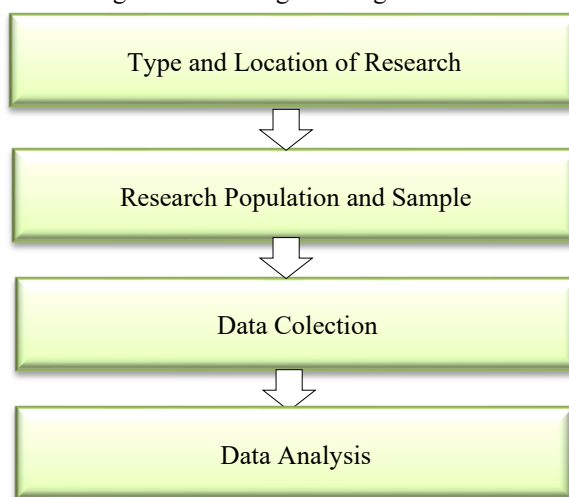 Type and Location of Research
Research Population and Sample
Data Colection
Data Analysis